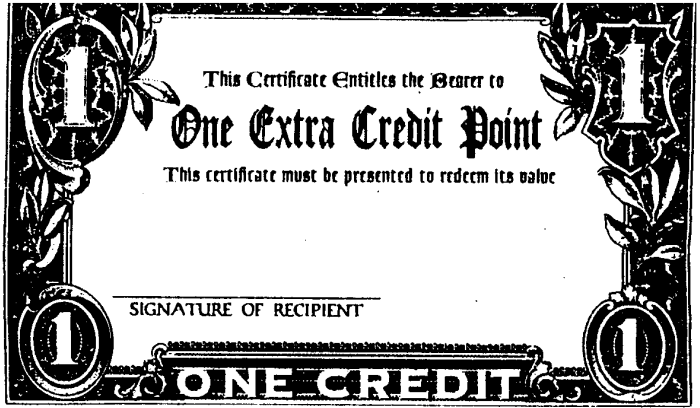 1 1
This Certificate Entitles the Bearer to
One Extra Credit Point
This certificate must be presented to redeem its value
SIGNATURE OF RECIPIENT
1 1
ONE CREDIT